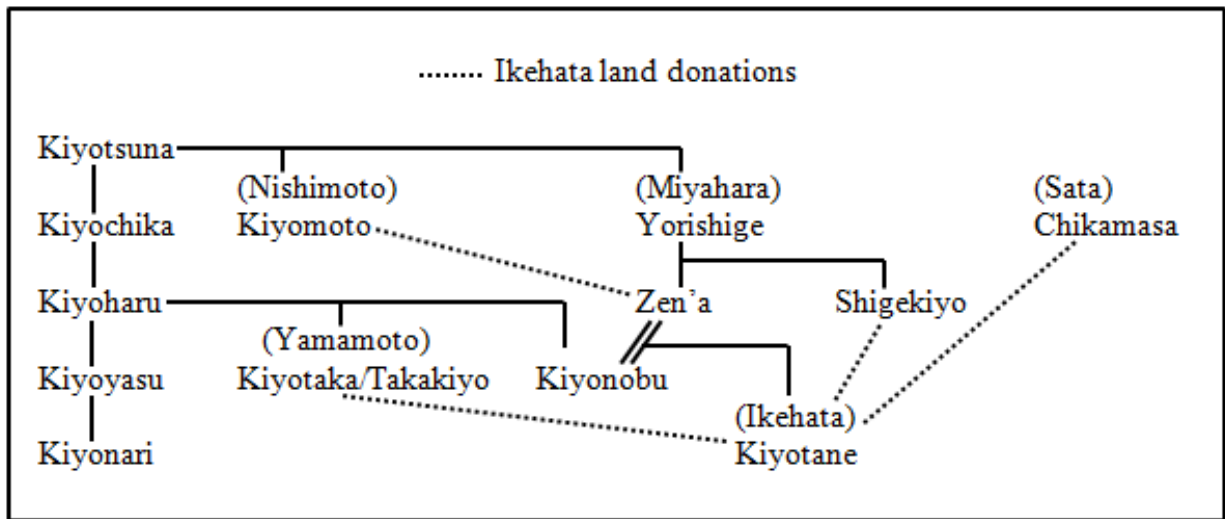 Ikehata land donations
Kiyotsuna
(Nishimoto) (Miyahara) (Sata)
Kiyochika Kiyomoto Yorishige Chikamasa
Kiyoharu Zen’a Shigekiyo
(Yamamoto)
Kiyoyasu Kiyotaka/Takakiyo Kiyonobu
(Ikehata)
Kiyonari Kiyotane